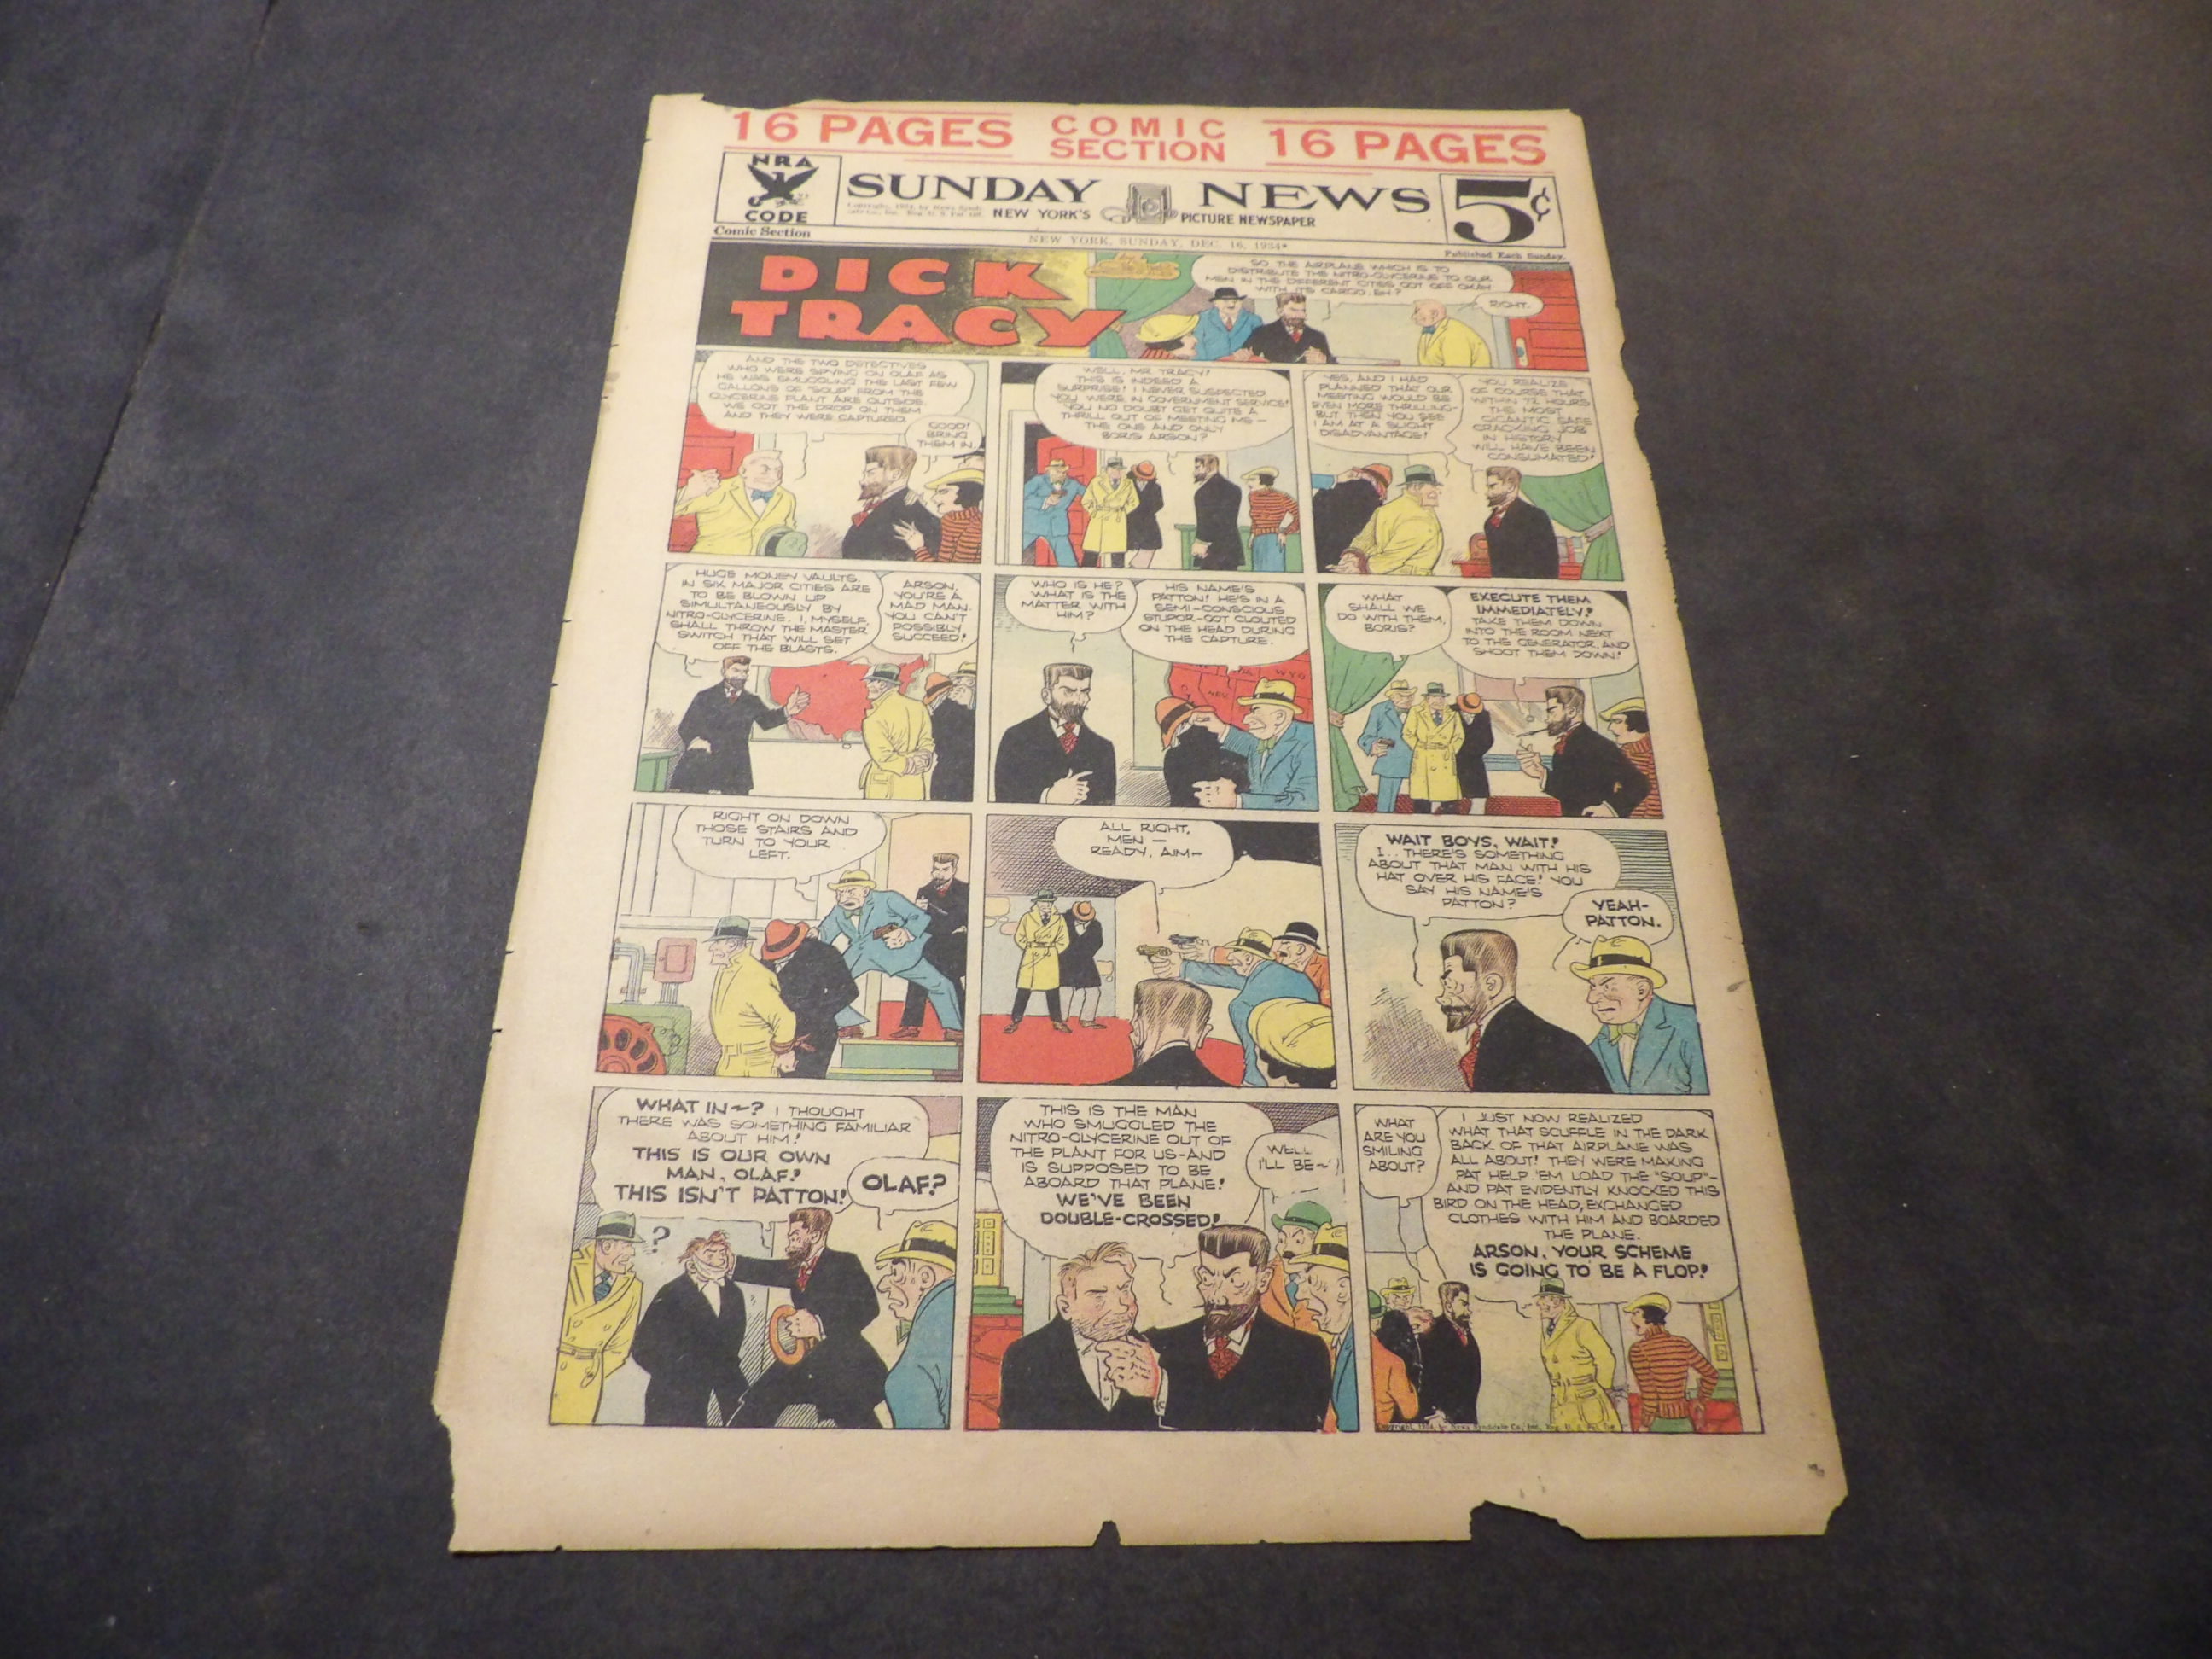 16 PAGES COMIC SECTION 16 PAGES
NRA
CODE
SUNDAY NEWS
NEW YORK'S PICTURE NEWSPAPER
5¢
Comic Section
NEW YORK, SUNDAY, DEC. 16, 1934
Published Each Sunday.
DICK
TRACY
SO THE AIRPLANE WHICH IS TO
DISTRIBUTE THE NITRO-GLYCERINE TO OUR
MEN IN THE DIFFERENT CITIES GOT OFF OKAY
WITH ITS CARGO, EH?
RIGHT.
AND THE TWO DETECTIVES
WHO WERE SPYING ON OLAF AS
HE WAS SMUGGLING THE LAST FEW
GALLONS OF "SOUP" FROM THE
GLYCERINE PLANT ARE OUTSIDE.
WE GOT THE DROP ON THEM
AND THEY WERE CAPTURED.
GOOD!
BRING
THEM IN.
WELL, MR. TRACY!
THIS IS INDEED A
SURPRISE! I NEVER SUSPECTED
YOU WERE IN GOVERNMENT SERVICE!
YOU NO DOUBT GET QUITE A
THRILL OUT OF MEETING ME—
THE ONE AND ONLY
BORIS ARSON?
YES, AND I HAD
PLANNED THAT OUR
MEETING WOULD BE
EVEN MORE THRILLING-
BUT THEN YOU SEE
I AM AT A SLIGHT
DISADVANTAGE!
YOU REALIZE
OF COURSE THAT
WITHIN 72 HOURS
THE MOST
GIGANTIC SAFE
CRACKING JOB
IN HISTORY
WILL HAVE BEEN
CONSUMATED!
HUGE MONEY VAULTS
IN SIX MAJOR CITIES ARE
TO BE BLOWN UP
SIMULTANEOUSLY BY
NITRO-GLYCERINE. I, MYSELF,
SHALL THROW THE MASTER
SWITCH THAT WILL SET
OFF THE BLASTS.
ARSON,
YOU'RE A
MAD MAN.
YOU CAN'T
POSSIBLY
SUCCEED!
WHO IS HE?
WHAT IS THE
MATTER WITH
HIM?
HIS NAME'S
PATTON! HE'S IN A
SEMI-CONSCIOUS
STUPOR-GOT CLOUTED
ON THE HEAD DURING
THE CAPTURE.
NEV.
WYO
WHAT
SHALL WE
DO WITH THEM,
BORIS?
EXECUTE THEM
IMMEDIATELY!
TAKE THEM DOWN
INTO THE ROOM NEXT
TO THE GENERATOR, AND
SHOOT THEM DOWN!
RIGHT ON DOWN
THOSE STAIRS AND
TURN TO YOUR
LEFT.
ALL RIGHT,
MEN —
READY, AIM—
WAIT BOYS, WAIT!
I.. THERE'S SOMETHING
ABOUT THAT MAN WITH HIS
HAT OVER HIS FACE! YOU
SAY HIS NAME'S
PATTON?
YEAH-
PATTON.
WHAT IN~? I THOUGHT
THERE WAS SOMETHING FAMILIAR
ABOUT HIM!
THIS IS OUR OWN
MAN, OLAF!
THIS ISN'T PATTON!
OLAF?
?
THIS IS THE MAN
WHO SMUGGLED THE
NITRO-GLYCERINE OUT OF
THE PLANT FOR US-AND
IS SUPPOSED TO BE
ABOARD THAT PLANE!
WE'VE BEEN
DOUBLE-CROSSED!
WELL
I'LL BE~!
WHAT
ARE YOU
SMILING
ABOUT?
I JUST NOW REALIZED
WHAT THAT SCUFFLE IN THE DARK
BACK OF THAT AIRPLANE WAS
ALL ABOUT! THEY WERE MAKING
PAT HELP 'EM LOAD THE "SOUP"-
AND PAT EVIDENTLY KNOCKED THIS
BIRD ON THE HEAD, EXCHANGED
CLOTHES WITH HIM AND BOARDED
THE PLANE.
ARSON, YOUR SCHEME
IS GOING TO BE A FLOP!
Copyright, 1934, by News Syndicate Co., Inc. Reg. U. S. Pat. Off.